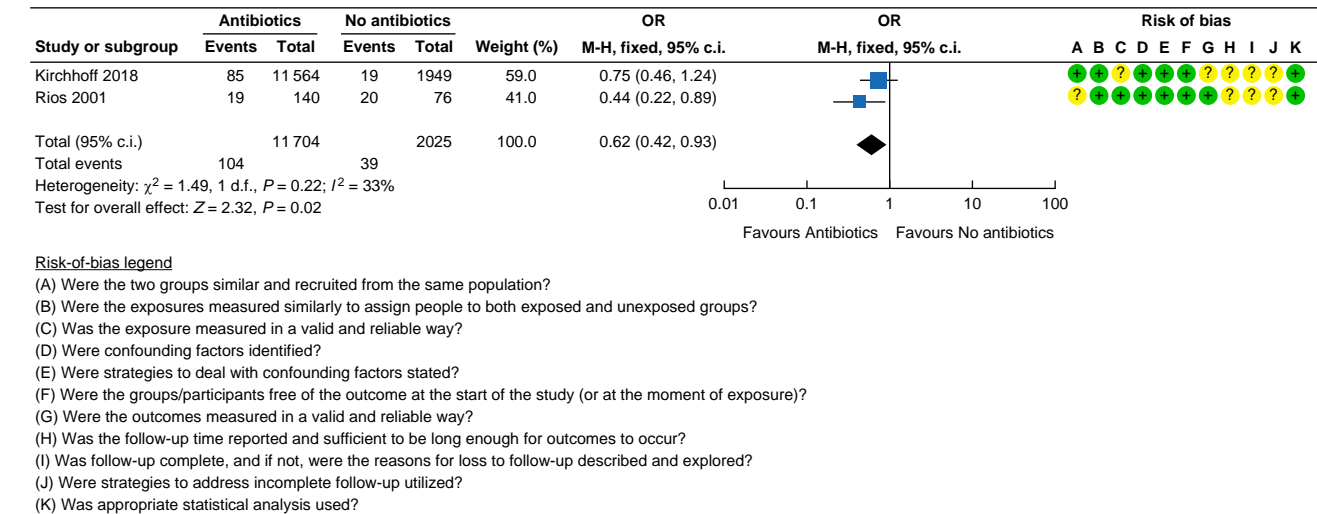 Antibiotics No antibiotics OR OR Risk of bias
Study or subgroup Events Total Events Total Weight (%) M-H, fixed, 95% c.i. M-H, fixed, 95% c.i. A B C D E F G H I J K
Kirchhoff 2018 85 11 564 19 1949 59.0 0.75 (0.46, 1.24) + + ? + + + ? ? ? ? +
Rios 2001 19 140 20 76 41.0 0.44 (0.22, 0.89) ? + + + + + + ? ? ? +
Total (95% c.i.) 11 704 2025 100.0 0.62 (0.42, 0.93)
Total events 104 39
Heterogeneity: χ² = 1.49, 1 d.f., P = 0.22; I² = 33%
Test for overall effect: Z = 2.32, P = 0.02
0.01 0.1 1 10 100
Favours Antibiotics Favours No antibiotics
Risk-of-bias legend
(A) Were the two groups similar and recruited from the same population?
(B) Were the exposures measured similarly to assign people to both exposed and unexposed groups?
(C) Was the exposure measured in a valid and reliable way?
(D) Were confounding factors identified?
(E) Were strategies to deal with confounding factors stated?
(F) Were the groups/participants free of the outcome at the start of the study (or at the moment of exposure)?
(G) Were the outcomes measured in a valid and reliable way?
(H) Was the follow-up time reported and sufficient to be long enough for outcomes to occur?
(I) Was follow-up complete, and if not, were the reasons for loss to follow-up described and explored?
(J) Were strategies to address incomplete follow-up utilized?
(K) Was appropriate statistical analysis used?